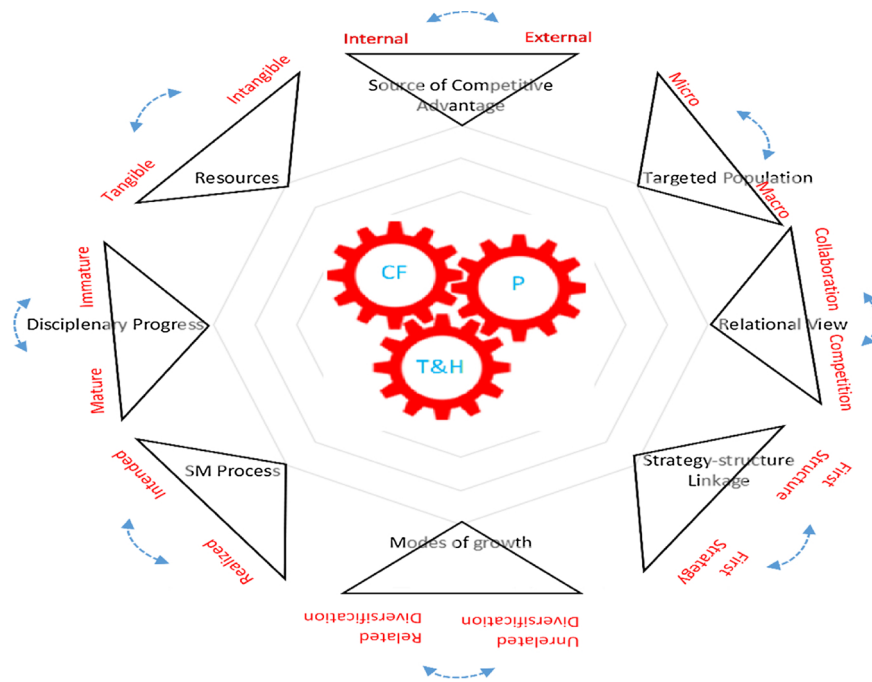 Internal
External
Source of Competitive
Advantage
Micro
Macro
Targeted Population
Collaboration
Competition
Relational View
First
Structure
First
Strategy
Strategy-structure
Linkage
Unrelated
Diversification
Related
Diversification
Modes of growth
Realized
Intended
SM Process
Mature
Immature
Disciplenary Progress
Tangible
Intangible
Resources
CF
P
T&H